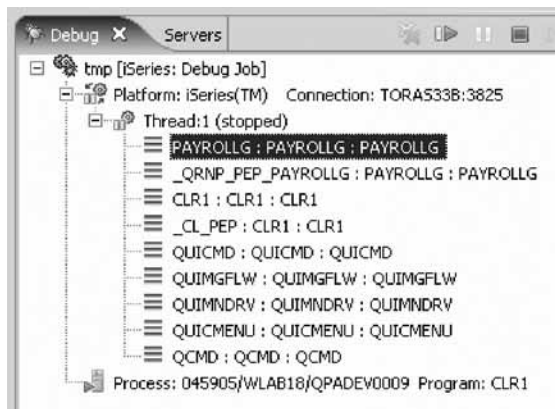 Debug Servers
tmp [iSeries: Debug Job]
Platform: iSeries(TM) Connection: TORAS33B:3825
Thread:1 (stopped)
PAYROLLG : PAYROLLG : PAYROLLG
_QRNP_PEP_PAYROLLG : PAYROLLG : PAYROLLG
CLR1 : CLR1 : CLR1
_CL_PEP : CLR1 : CLR1
QUICMD : QUICMD : QUICMD
QUIMGFLW : QUIMGFLW : QUIMGFLW
QUIMNDRV : QUIMNDRV : QUIMNDRV
QUICMENU : QUICMENU : QUICMENU
QCMD : QCMD : QCMD
Process: 045905/WLAB18/QPADEV0009 Program: CLR1